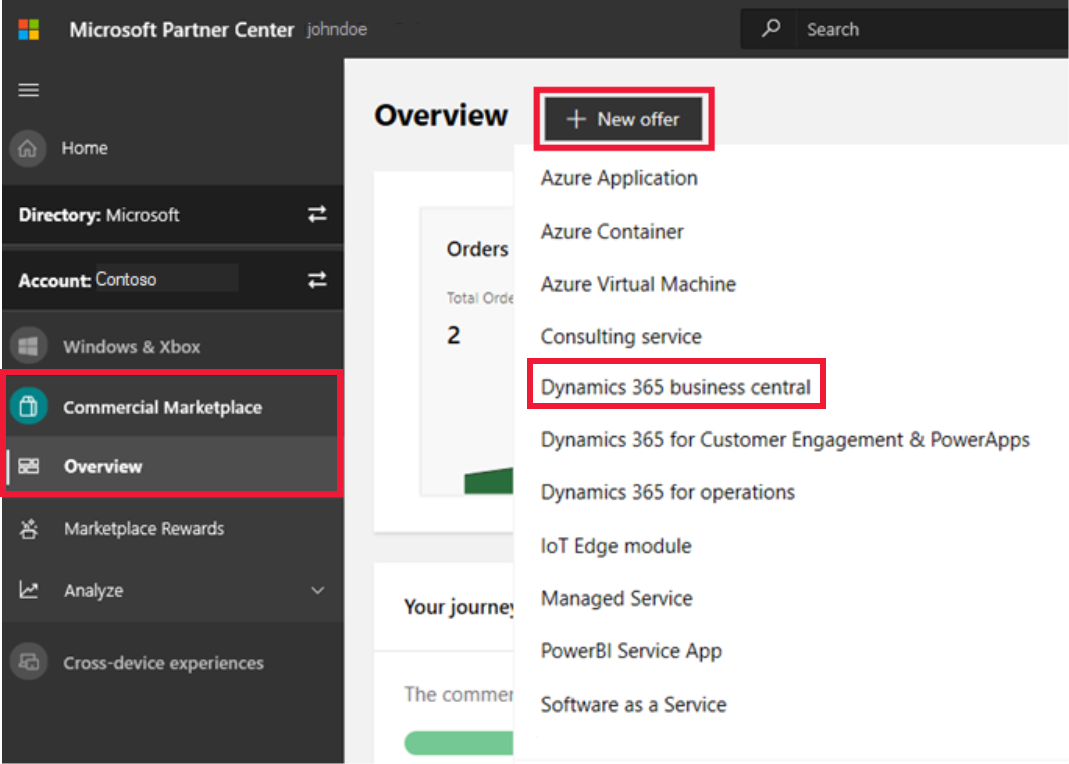 Microsoft Partner Center johndoe
Search
Home
Directory: Microsoft
Account: Contoso
Windows & Xbox
Commercial Marketplace
Overview
Marketplace Rewards
Analyze
Cross-device experiences
Overview
+ New offer
Orders
Total Orde
2
Your journey
The commer
Azure Application
Azure Container
Azure Virtual Machine
Consulting service
Dynamics 365 business central
Dynamics 365 for Customer Engagement & PowerApps
Dynamics 365 for operations
IoT Edge module
Managed Service
PowerBI Service App
Software as a Service